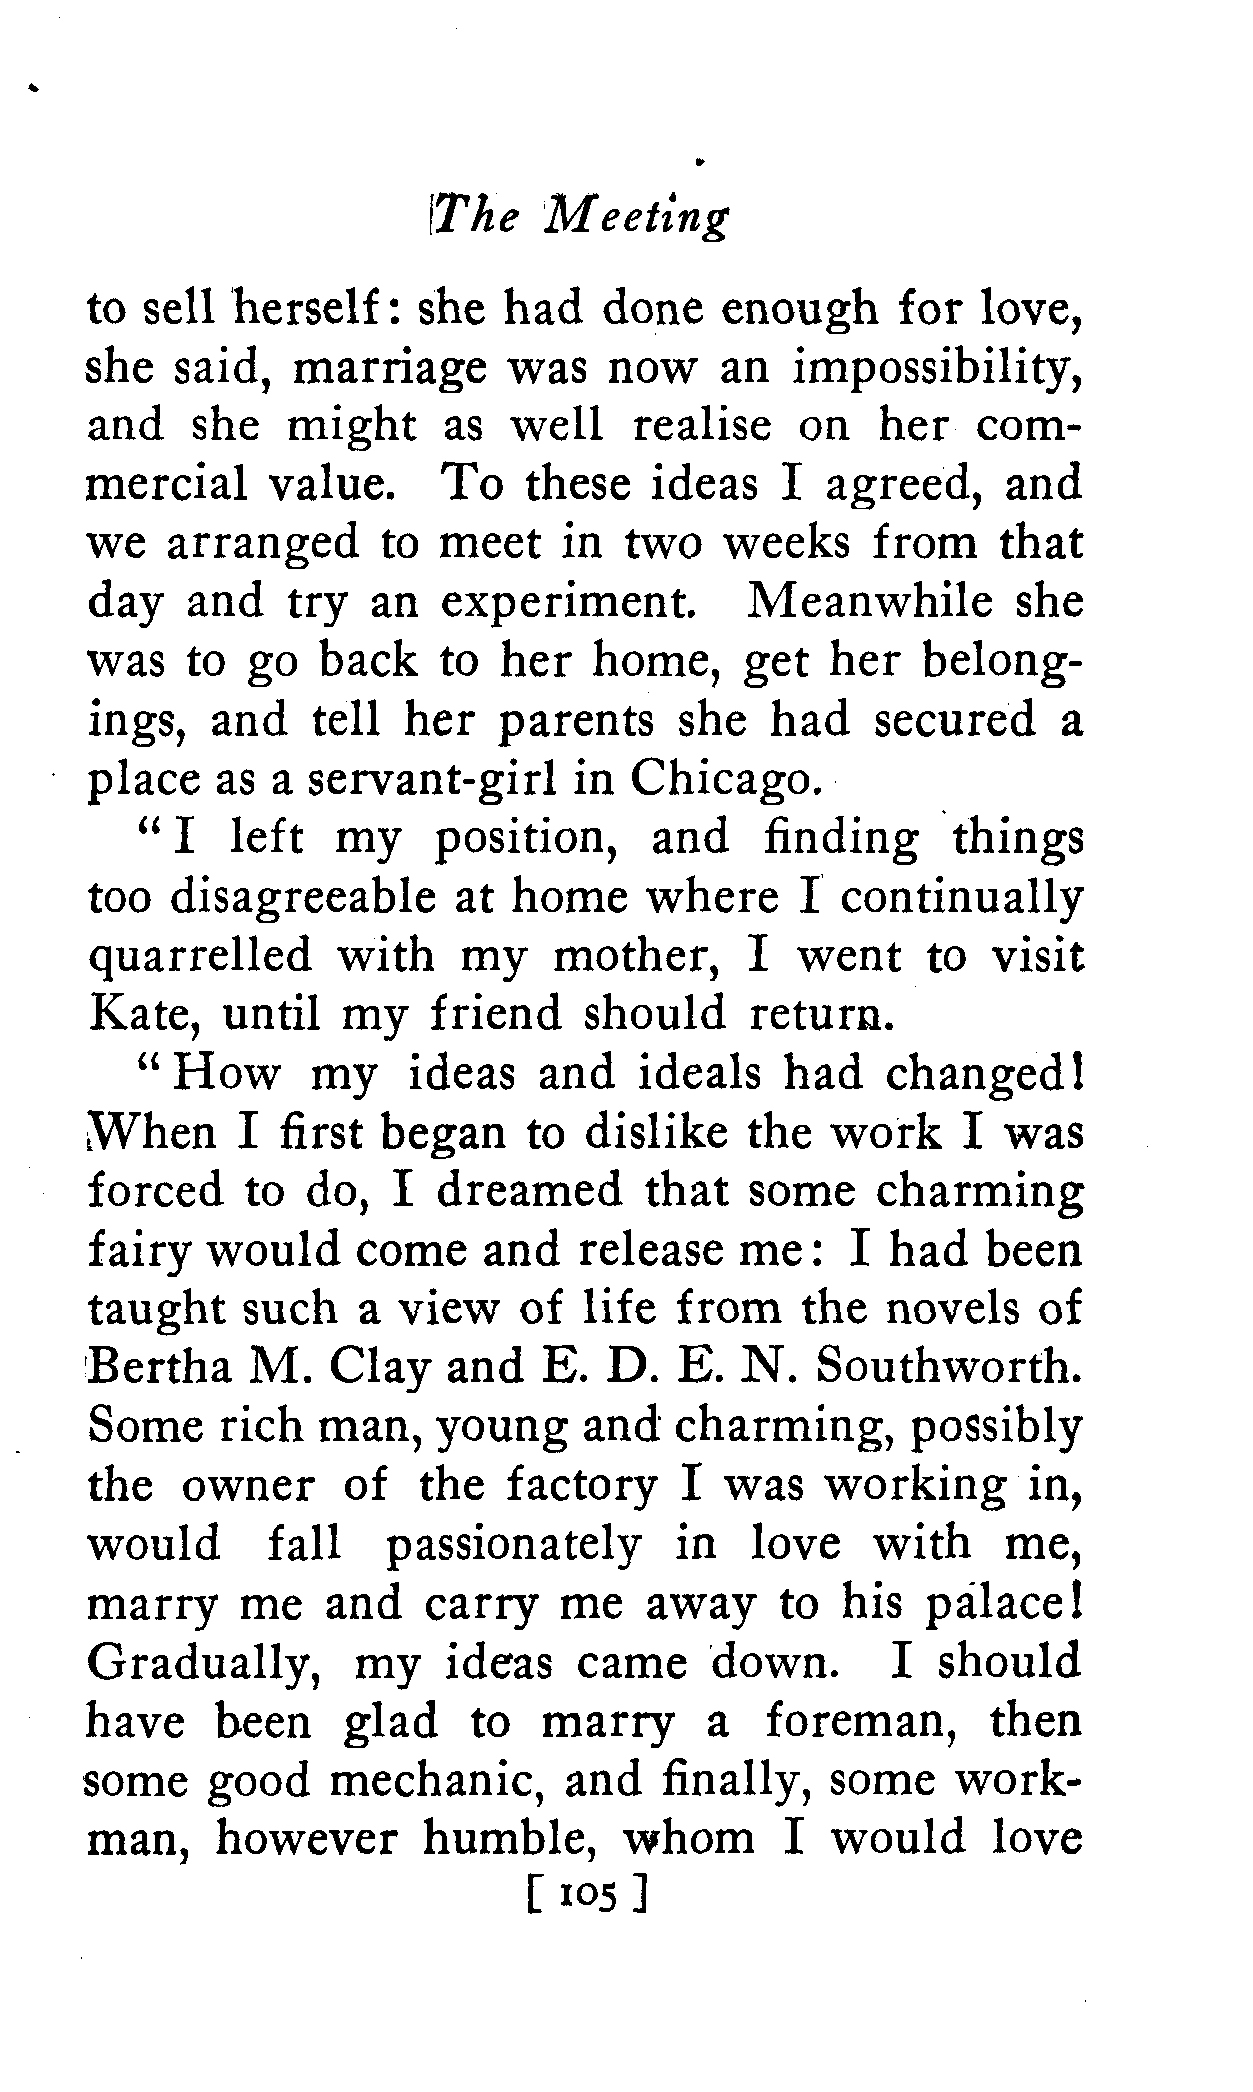 The Meeting
to sell herself: she had done enough for love,
she said, marriage was now an impossibility,
and she might as well realise on her com-
mercial value. To these ideas I agreed, and
we arranged to meet in two weeks from that
day and try an experiment. Meanwhile she
was to go back to her home, get her belong-
ings, and tell her parents she had secured a
place as a servant-girl in Chicago.
“I left my position, and finding things
too disagreeable at home where I continually
quarrelled with my mother, I went to visit
Kate, until my friend should return.
“How my ideas and ideals had changed!
When I first began to dislike the work I was
forced to do, I dreamed that some charming
fairy would come and release me: I had been
taught such a view of life from the novels of
Bertha M. Clay and E. D. E. N. Southworth.
Some rich man, young and charming, possibly
the owner of the factory I was working in,
would fall passionately in love with me,
marry me and carry me away to his palace!
Gradually, my ideas came down. I should
have been glad to marry a foreman, then
some good mechanic, and finally, some work-
man, however humble, whom I would love
[ 105 ]